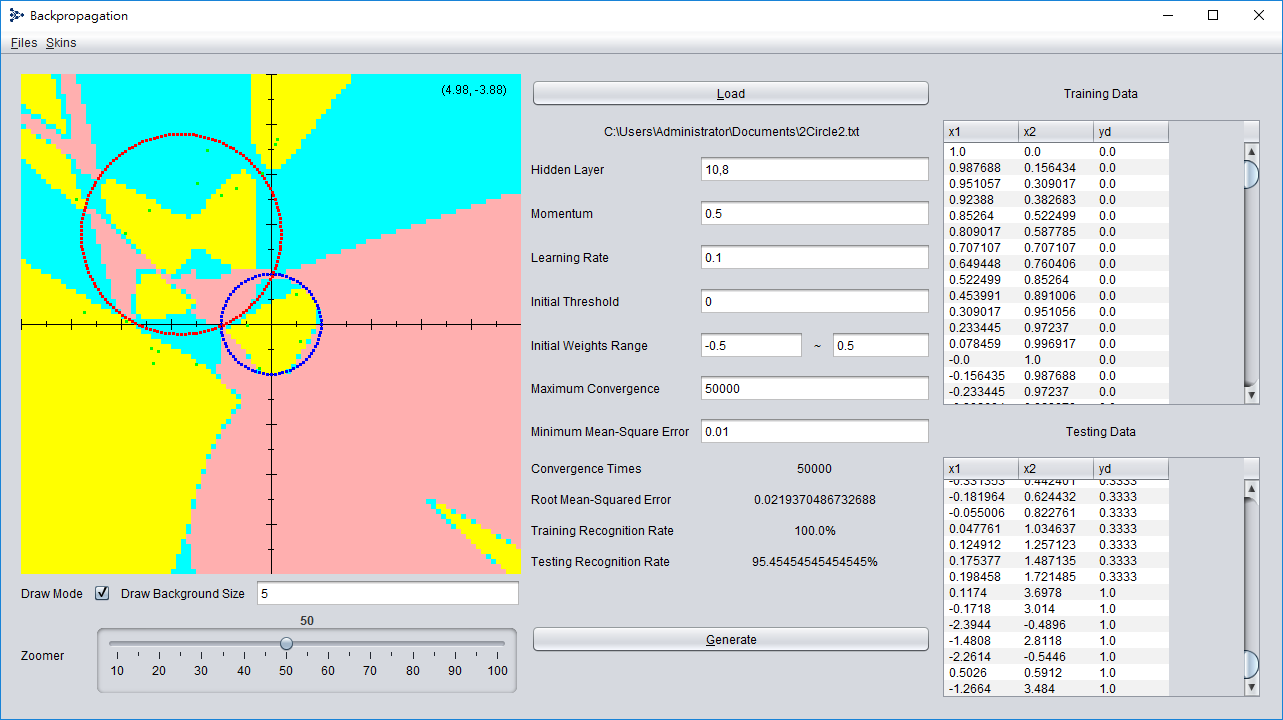 Backpropagation
Files Skins
(4.98, -3.88)
Load
C:\Users\Administrator\Documents\2Circle2.txt
Hidden Layer 10,8
Momentum 0.5
Learning Rate 0.1
Initial Threshold 0
Initial Weights Range -0.5 ~ 0.5
Maximum Convergence 50000
Minimum Mean-Square Error 0.01
Convergence Times 50000
Root Mean-Squared Error 0.0219370486732688
Training Recognition Rate 100.0%
Testing Recognition Rate 95.45454545454545%
Generate
Draw Mode Draw Background Size 5
50
Zoomer
10 20 30 40 50 60 70 80 90 100
Training Data
x1 x2 yd
1.0 0.0 0.0
0.987688 0.156434 0.0
0.951057 0.309017 0.0
0.92388 0.382683 0.0
0.85264 0.522499 0.0
0.809017 0.587785 0.0
0.707107 0.707107 0.0
0.649448 0.760406 0.0
0.522499 0.85264 0.0
0.453991 0.891006 0.0
0.309017 0.951056 0.0
0.233445 0.97237 0.0
0.078459 0.996917 0.0
-0.0 1.0 0.0
-0.156435 0.987688 0.0
-0.233445 0.97237 0.0
Testing Data
x1 x2 yd
-0.331353 0.442401 0.3333
-0.181964 0.624432 0.3333
-0.055006 0.822761 0.3333
0.047761 1.034637 0.3333
0.124912 1.257123 0.3333
0.175377 1.487135 0.3333
0.198458 1.721485 0.3333
0.1174 3.6978 1.0
-0.1718 3.014 1.0
-2.3944 -0.4896 1.0
-1.4808 2.8118 1.0
-2.2614 -0.5446 1.0
0.5026 0.5912 1.0
-1.2664 3.484 1.0